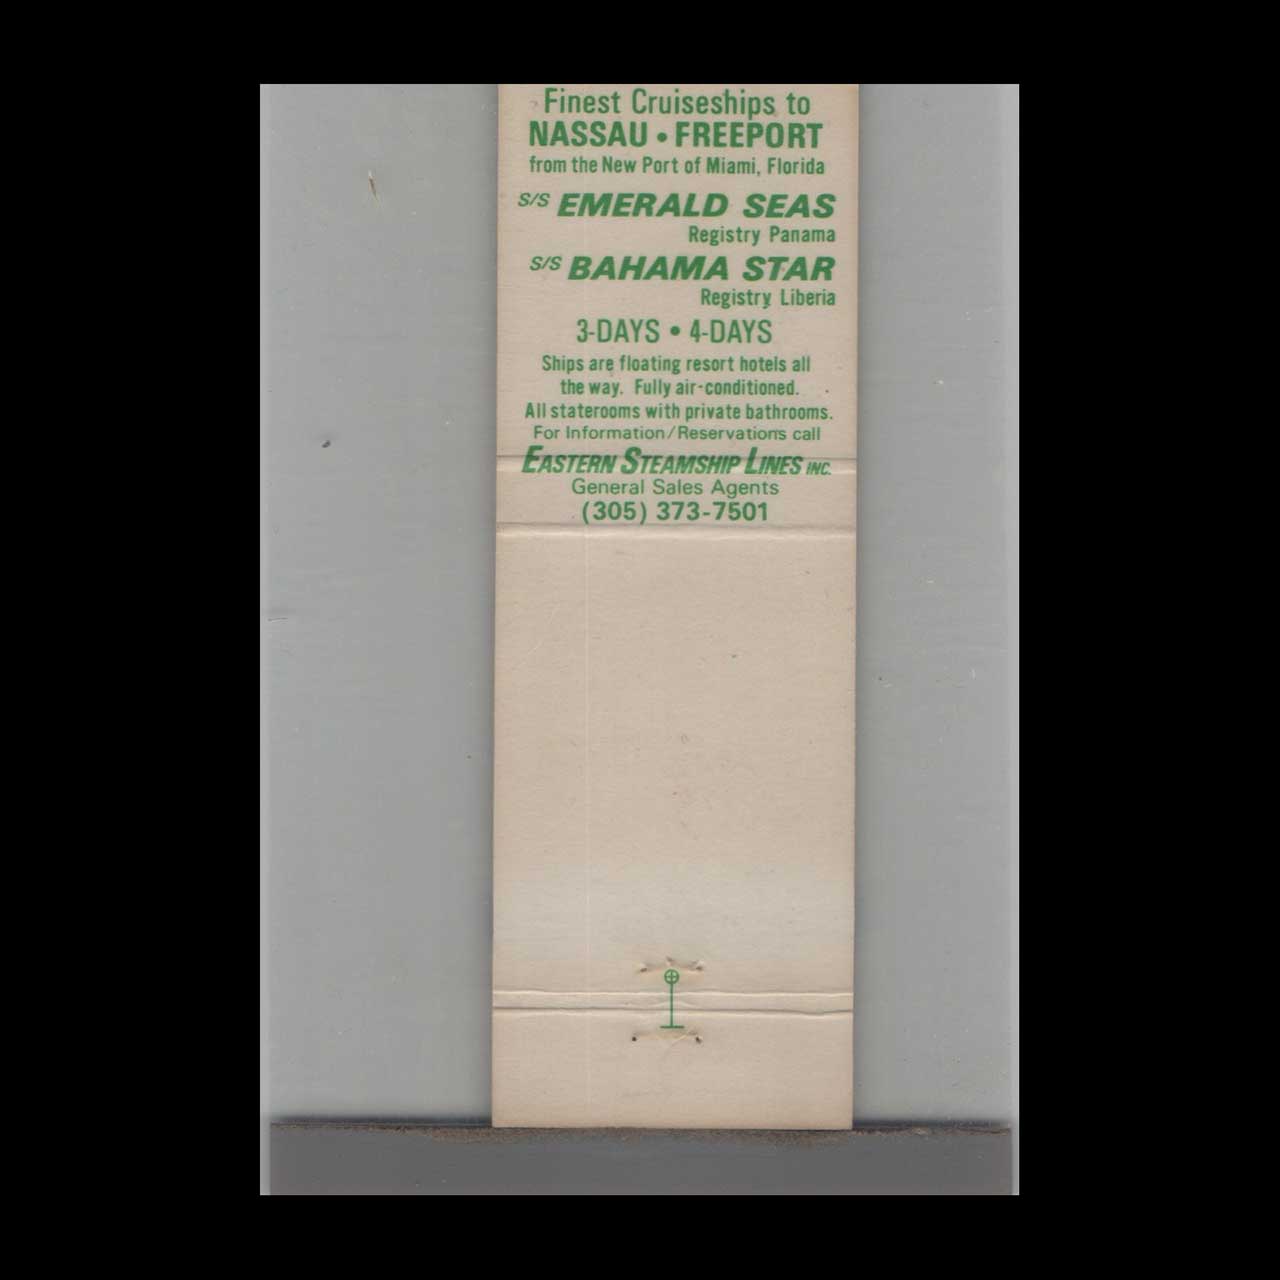 Finest Cruiseships to
NASSAU • FREEPORT
from the New Port of Miami, Florida
S/S EMERALD SEAS
Registry Panama
S/S BAHAMA STAR
Registry Liberia
3-DAYS • 4-DAYS
Ships are floating resort hotels all
the way. Fully air-conditioned.
All staterooms with private bathrooms.
For Information/Reservations call
EASTERN STEAMSHIP LINES INC.
General Sales Agents
(305) 373-7501